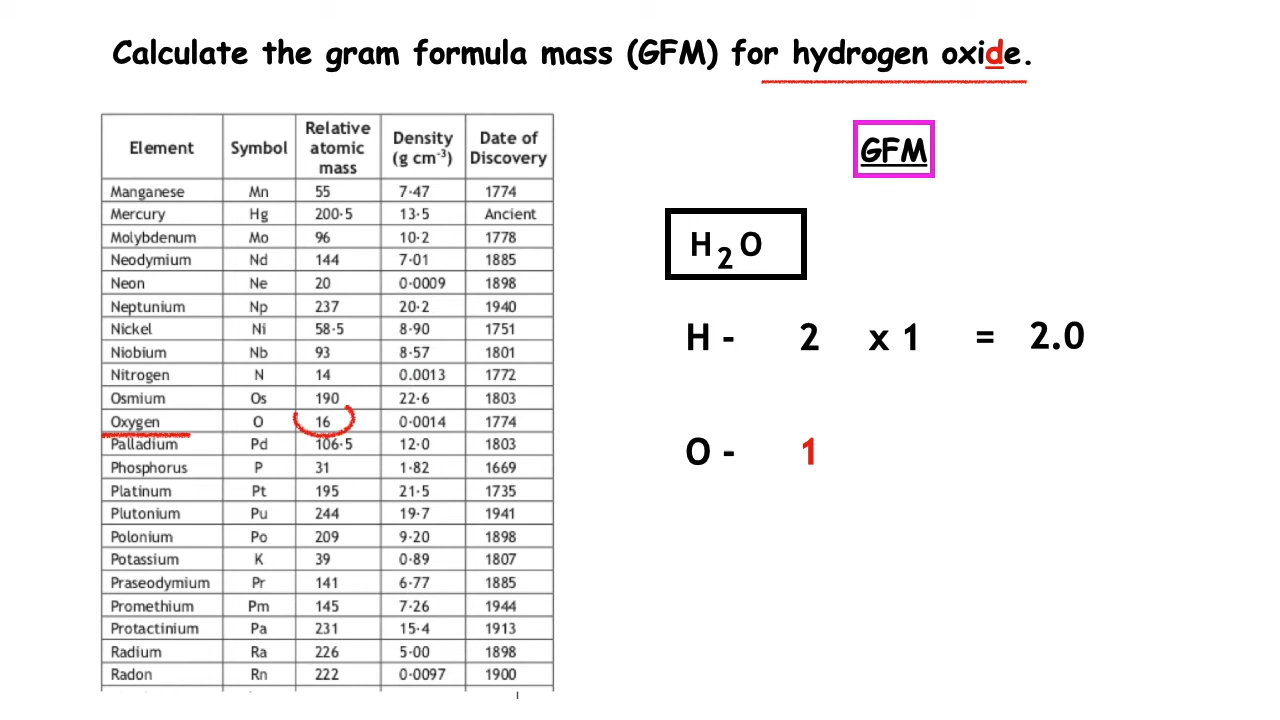 Calculate the gram formula mass (GFM) for hydrogen oxide.
Element Symbol Relative atomic mass Density (g cm⁻³) Date of Discovery
Manganese Mn 55 7·47 1774
Mercury Hg 200·5 13·5 Ancient
Molybdenum Mo 96 10·2 1778
Neodymium Nd 144 7·01 1885
Neon Ne 20 0·0009 1898
Neptunium Np 237 20·2 1940
Nickel Ni 58·5 8·90 1751
Niobium Nb 93 8·57 1801
Nitrogen N 14 0.0013 1772
Osmium Os 190 22·6 1803
Oxygen O 16 0·0014 1774
Palladium Pd 106·5 12·0 1803
Phosphorus P 31 1·82 1669
Platinum Pt 195 21·5 1735
Plutonium Pu 244 19·7 1941
Polonium Po 209 9·20 1898
Potassium K 39 0·89 1807
Praseodymium Pr 141 6·77 1885
Promethium Pm 145 7·26 1944
Protactinium Pa 231 15·4 1913
Radium Ra 226 5·00 1898
Radon Rn 222 0·0097 1900
GFM
H₂O
H - 2 x 1 = 2.0
O - 1